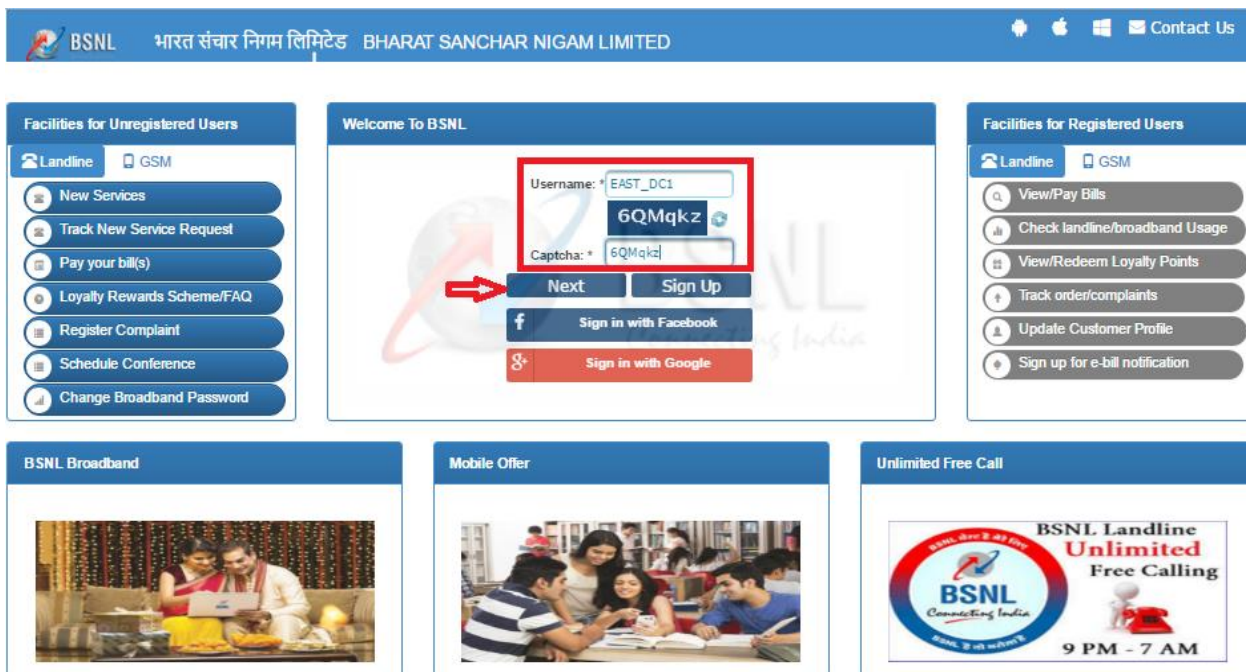 BSNL भारत संचार निगम लिमिटेड BHARAT SANCHAR NIGAM LIMITED
Contact Us
Facilities for Unregistered Users
Landline GSM
New Services
Track New Service Request
Pay your bill(s)
Loyalty Rewards Scheme/FAQ
Register Complaint
Schedule Conference
Change Broadband Password
Welcome To BSNL
Username: * EAST_DC1
6QMqkz
Captcha: * 6QMqkz
Next Sign Up
f Sign in with Facebook
g+ Sign in with Google
BSNL
Connecting India
Facilities for Registered Users
Landline GSM
View/Pay Bills
Check landline/broadband Usage
View/Redeem Loyalty Points
Track order/complaints
Update Customer Profile
Sign up for e-bill notification
BSNL Broadband
Mobile Offer
Unlimited Free Call
BSNL Landline
Unlimited
Free Calling
BSNL
Connecting India
9 PM - 7 AM